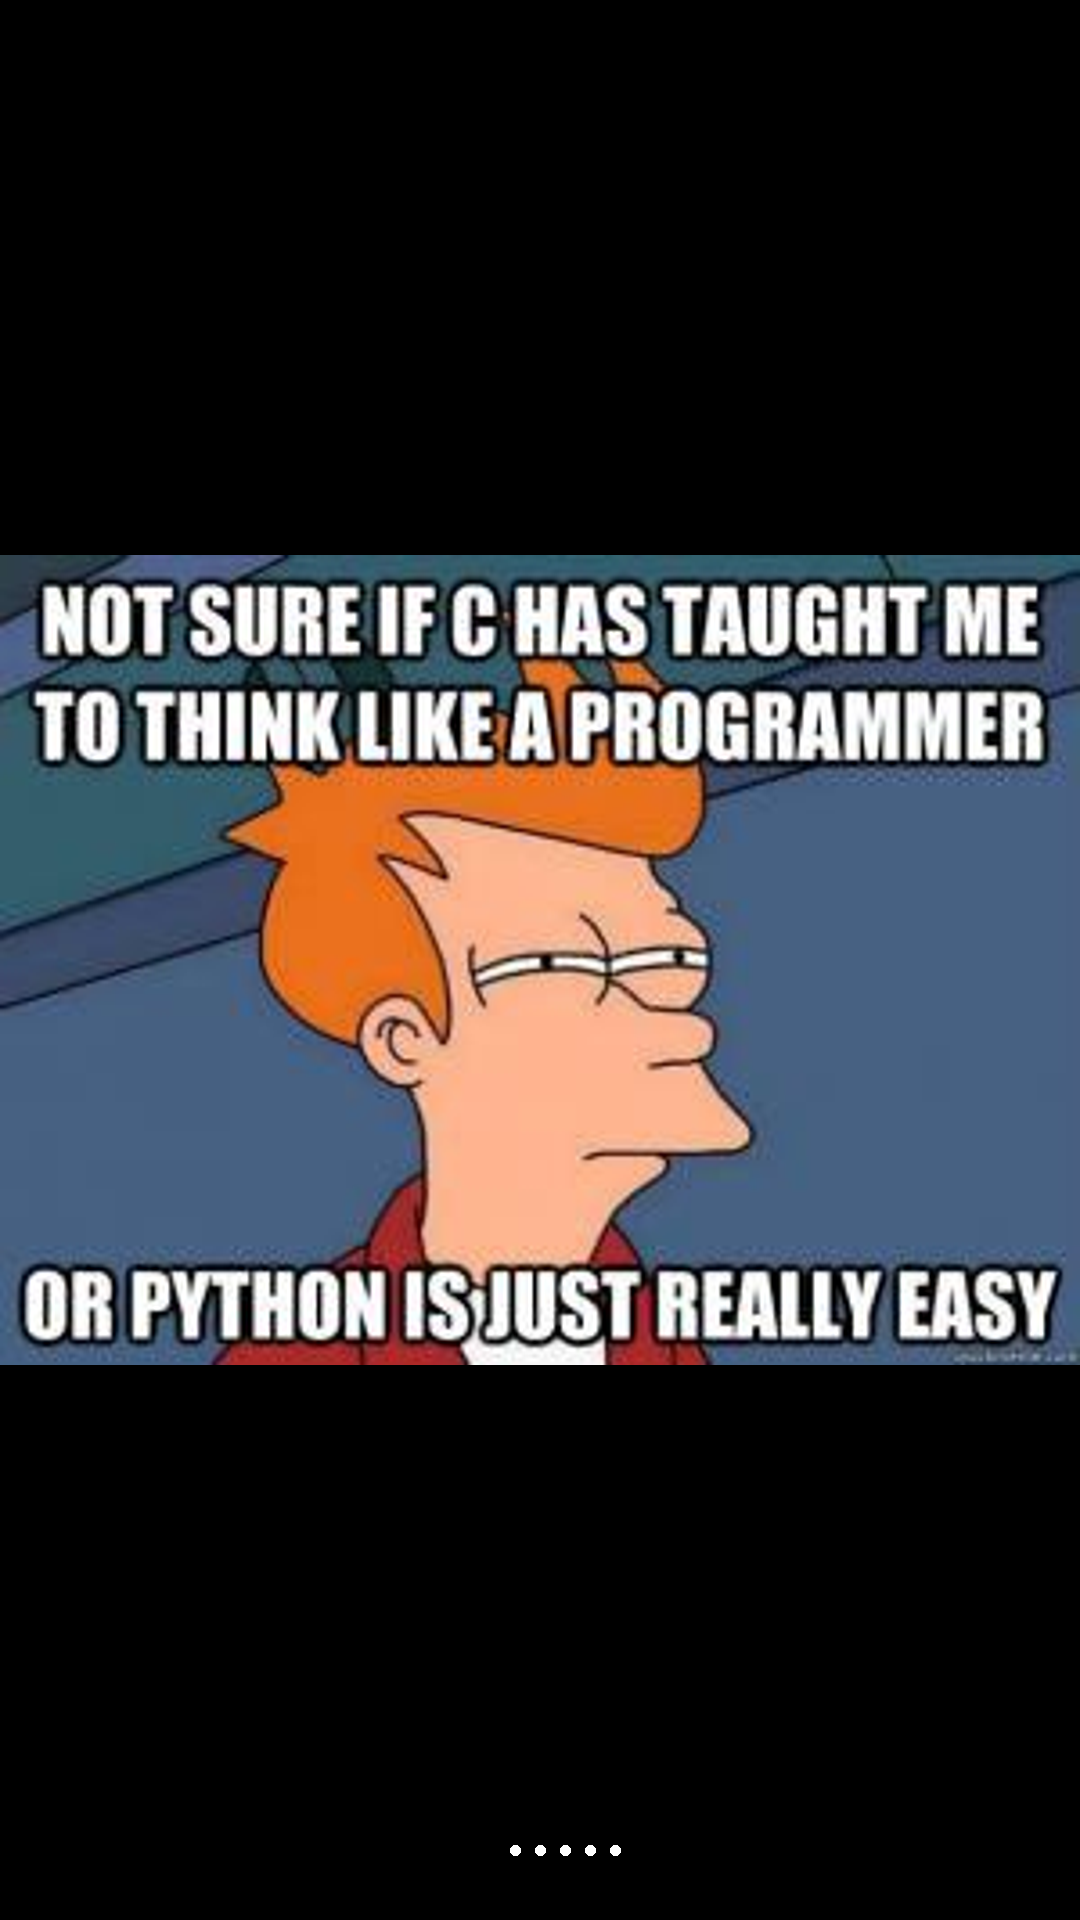 NOT SURE IF C HAS TAUGHT ME
TO THINK LIKE A PROGRAMMER
OR PYTHON IS JUST REALLY EASY